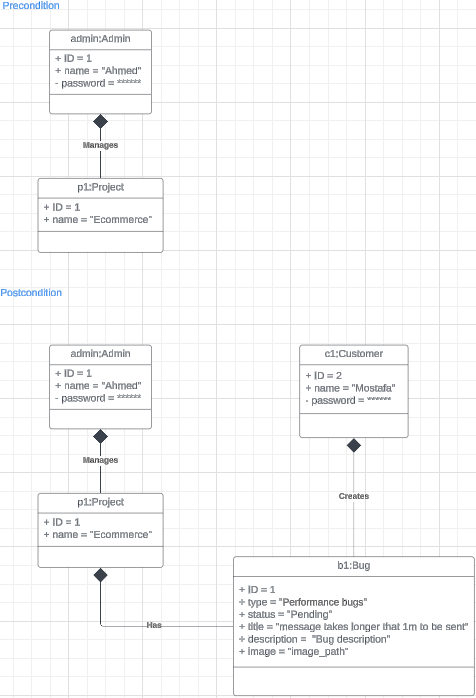 Precondition
admin;Admin
+ ID = 1
+ name = "Ahmed"
- password = ******
Manages
p1;Project
+ ID = 1
+ name = "Ecommerce"
Postcondition
admin;Admin
+ ID = 1
+ name = "Ahmed"
- password = ******
Manages
p1;Project
+ ID = 1
+ name = "Ecommerce"
Has
c1;Customer
+ ID = 2
+ name = "Mostafa"
- password = ******
Creates
b1:Bug
+ ID = 1
+ type = "Performance bugs"
+ status = "Pending"
+ title = "message takes longer that 1m to be sent"
+ description = "Bug description"
+ image = "image_path"